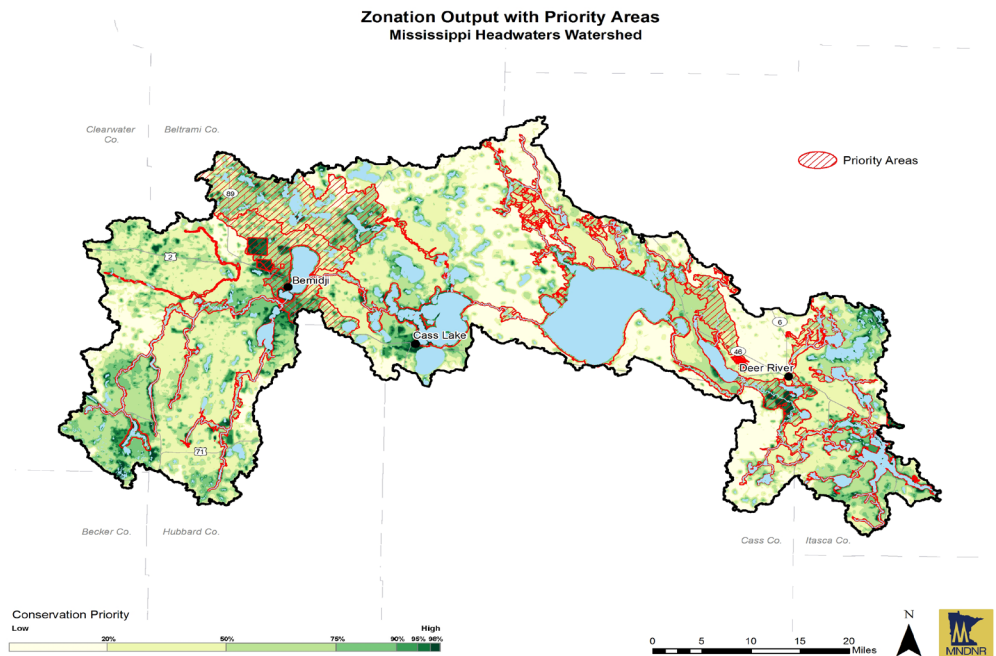 Zonation Output with Priority Areas
Mississippi Headwaters Watershed
Clearwater
Co.
Beltrami Co.
Priority Areas
89
2
Bemidji
6
Cass Lake
46
Deer River
71
Becker Co.
Hubbard Co.
Cass Co.
Itasca Co.
Conservation Priority
Low
High
20%
50%
75%
90%
95%
98%
N
0
5
10
15
20
Miles
M
MNDNR